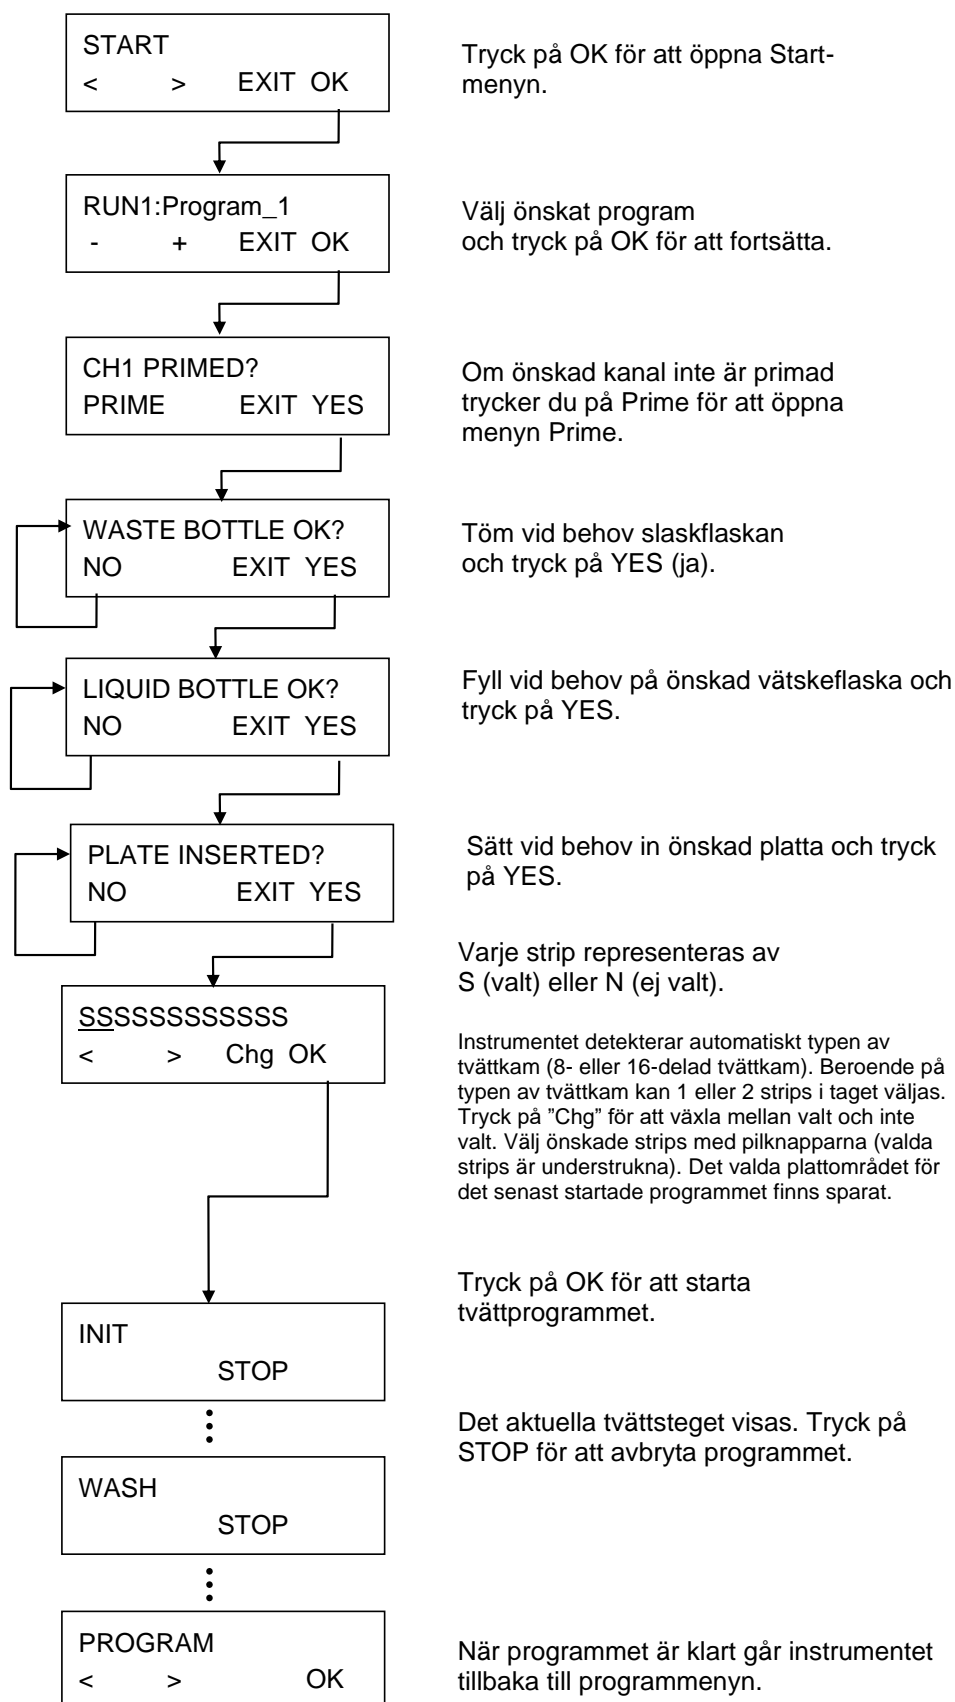 START
< > EXIT OK
Tryck på OK för att öppna Start-
menyn.
RUN1:Program_1
- + EXIT OK
Välj önskat program
och tryck på OK för att fortsätta.
CH1 PRIMED?
PRIME EXIT YES
Om önskad kanal inte är primad
trycker du på Prime för att öppna
menyn Prime.
WASTE BOTTLE OK?
NO EXIT YES
Töm vid behov slaskflaskan
och tryck på YES (ja).
LIQUID BOTTLE OK?
NO EXIT YES
Fyll vid behov på önskad vätskeflaska och
tryck på YES.
PLATE INSERTED?
NO EXIT YES
Sätt vid behov in önskad platta och tryck
på YES.
Varje strip representeras av
S (valt) eller N (ej valt).
SSSSSSSSSSSS
< > Chg OK
Instrumentet detekterar automatiskt typen av
tvättkam (8- eller 16-delad tvättkam). Beroende på
typen av tvättkam kan 1 eller 2 strips i taget väljas.
Tryck på ”Chg” för att växla mellan valt och inte
valt. Välj önskade strips med pilknapparna (valda
strips är understrukna). Det valda plattområdet för
det senast startade programmet finns sparat.
Tryck på OK för att starta
tvättprogrammet.
INIT
STOP
Det aktuella tvättsteget visas. Tryck på
STOP för att avbryta programmet.
WASH
STOP
PROGRAM
< > OK
När programmet är klart går instrumentet
tillbaka till programmenyn.